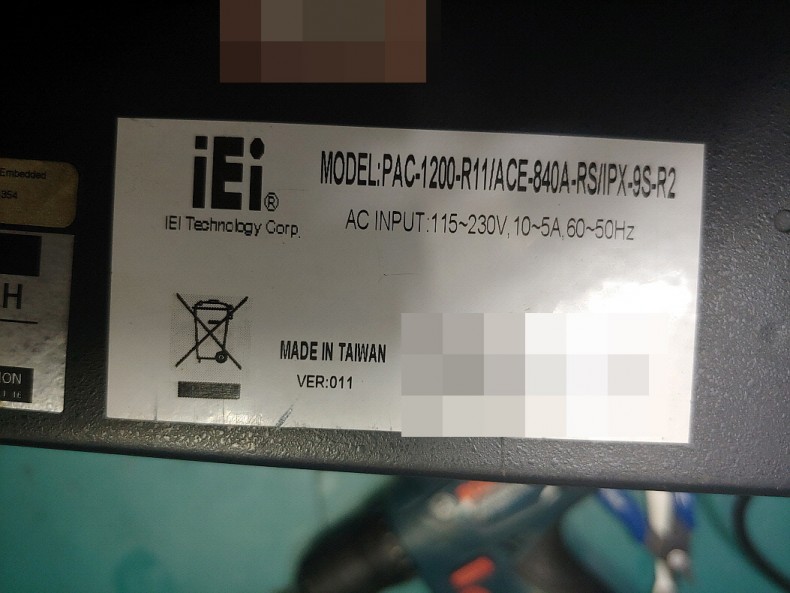 Embedded
954
H
ION
iEi®
IEI Technology Corp.
MODEL:PAC-1200-R11/ACE-840A-RS/IPX-9S-R2
AC INPUT:115~230V,10~5A,60~50Hz
MADE IN TAIWAN
VER:011